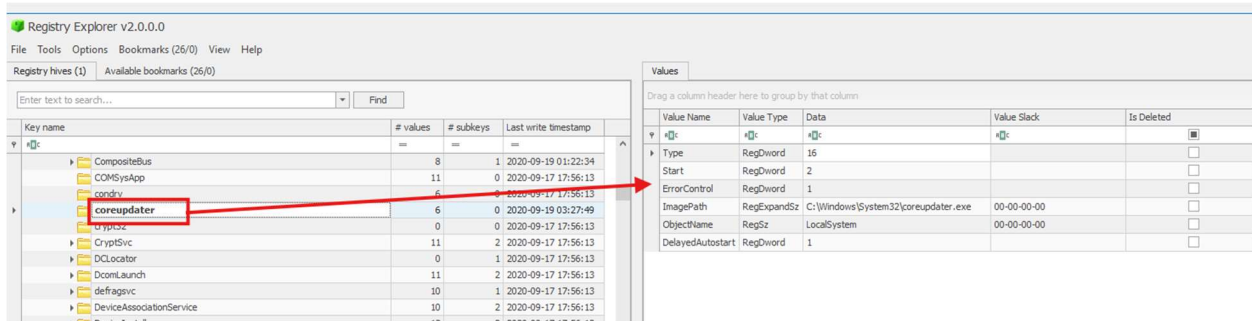 Registry Explorer v2.0.0.0
File Tools Options Bookmarks (26/0) View Help
Registry hives (1) Available bookmarks (26/0)
Enter text to search... Find
Key name # values # subkeys Last write timestamp
= = =
CompositeBus 8 1 2020-09-19 01:22:34
COMSysApp 11 0 2020-09-17 17:56:13
condrv 6 0 2020-09-17 17:56:13
coreupdater 6 0 2020-09-19 03:27:49
0 0 2020-09-17 17:56:13
CryptSvc 11 2 2020-09-17 17:56:13
DCLocator 0 1 2020-09-17 17:56:13
DcomLaunch 11 2 2020-09-17 17:56:13
defragsvc 10 1 2020-09-17 17:56:13
DeviceAssociationService 10 2 2020-09-17 17:56:13
Values
Drag a column header here to group by that column
Value Name Value Type Data Value Slack Is Deleted
Type RegDword 16
Start RegDword 2
ErrorControl RegDword 1
ImagePath RegExpandSz C:\Windows\System32\coreupdater.exe 00-00-00-00
ObjectName RegSz LocalSystem 00-00-00-00
DelayedAutostart RegDword 1